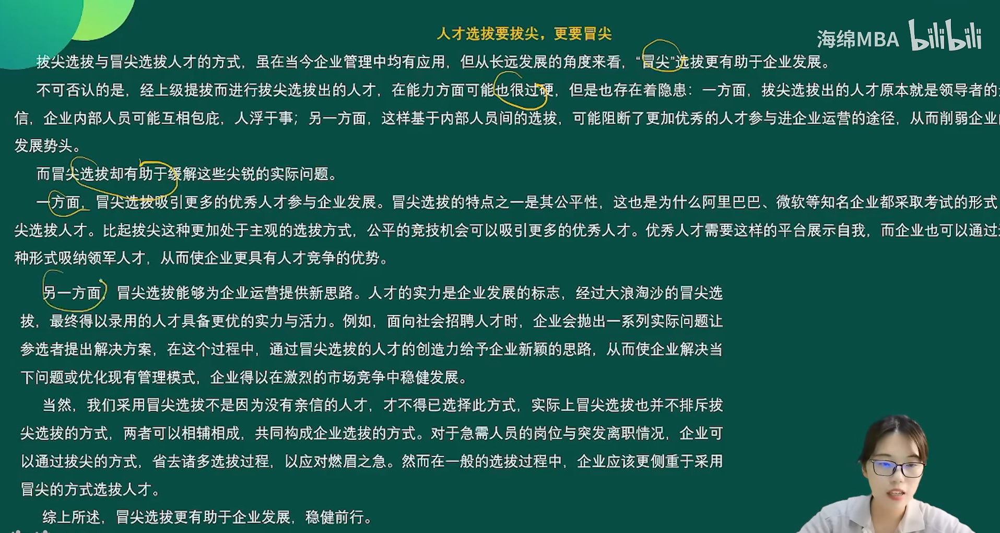 人才选拔要拔尖，更要冒尖
海绵MBA bilibili
拔尖选拔与冒尖选拔人才的方式，虽在当今企业管理中均有应用，但从长远发展的角度来看，“冒尖”选拔更有助于企业发展。
不可否认的是，经上级提拔而进行拔尖选拔出的人才，在能力方面可能也很过硬，但是也存在着隐患：一方面，拔尖选拔出的人才原本就是领导者的
信，企业内部人员可能互相包庇，人浮于事；另一方面，这样基于内部人员间的选拔，可能阻断了更加优秀的人才参与进企业运营的途径，从而削弱企业
发展势头。
而冒尖选拔却有助于缓解这些尖锐的实际问题。
一方面，冒尖选拔吸引更多的优秀人才参与企业发展。冒尖选拔的特点之一是其公平性，这也是为什么阿里巴巴、微软等知名企业都采取考试的形式
尖选拔人才。比起拔尖这种更加处于主观的选拔方式，公平的竞技机会可以吸引更多的优秀人才。优秀人才需要这样的平台展示自我，而企业也可以通过
种形式吸纳领军人才，从而使企业更具有人才竞争的优势。
另一方面，冒尖选拔能够为企业运营提供新思路。人才的实力是企业发展的标志，经过大浪淘沙的冒尖选
拔，最终得以录用的人才具备更优的实力与活力。例如，面向社会招聘人才时，企业会抛出一系列实际问题让
参选者提出解决方案，在这个过程中，通过冒尖选拔的人才的创造力给予企业新颖的思路，从而使企业解决当
下问题或优化现有管理模式，企业得以在激烈的市场竞争中稳健发展。
当然，我们采用冒尖选拔不是因为没有亲信的人才，才不得已选择此方式，实际上冒尖选拔也并不排斥拔
尖选拔的方式，两者可以相辅相成，共同构成企业选拔的方式。对于急需人员的岗位与突发离职情况，企业可
以通过拔尖的方式，省去诸多选拔过程，以应对燃眉之急。然而在一般的选拔过程中，企业应该更侧重于采用
冒尖的方式选拔人才。
综上所述，冒尖选拔更有助于企业发展，稳健前行。